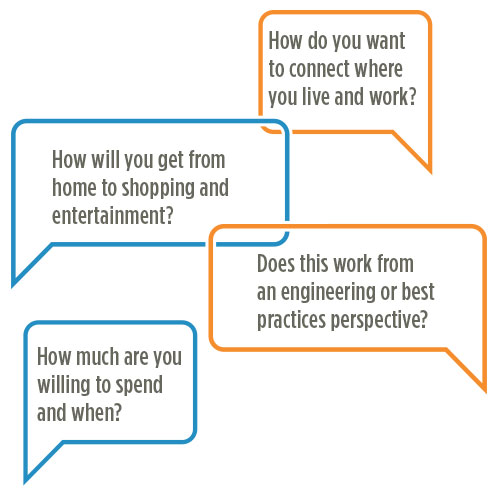 How do you want
to connect where
you live and work?
How will you get from
home to shopping and
entertainment?
Does this work from
an engineering or best
practices perspective?
How much are you
willing to spend
and when?